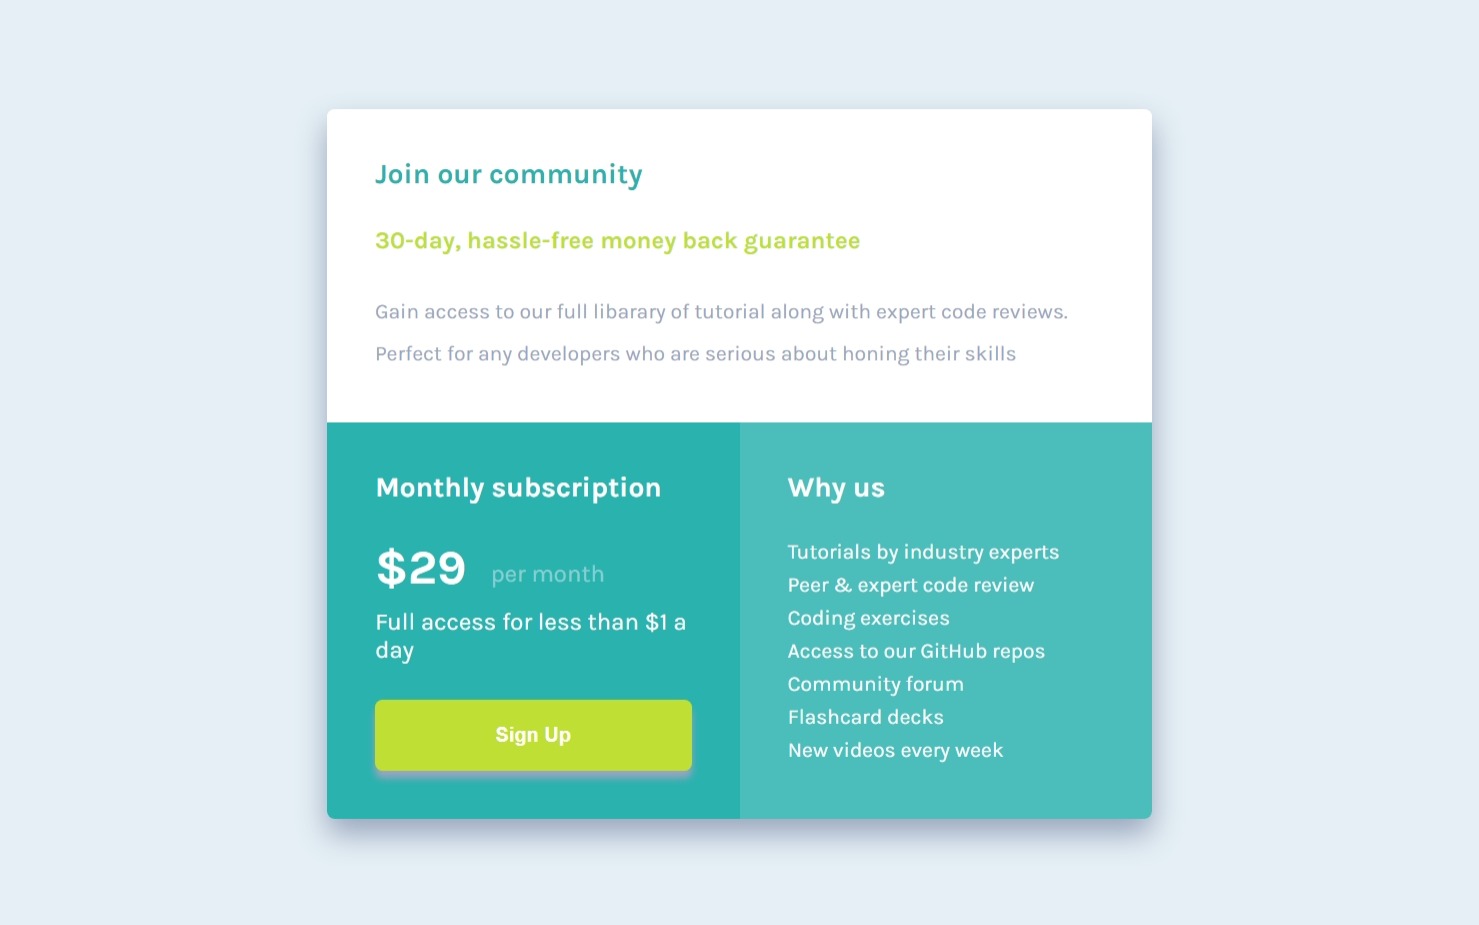 Join our community
30-day, hassle-free money back guarantee
Gain access to our full libarary of tutorial along with expert code reviews.
Perfect for any developers who are serious about honing their skills
Monthly subscription
$29 per month
Full access for less than $1 a
day
Sign Up
Why us
Tutorials by industry experts
Peer & expert code review
Coding exercises
Access to our GitHub repos
Community forum
Flashcard decks
New videos every week